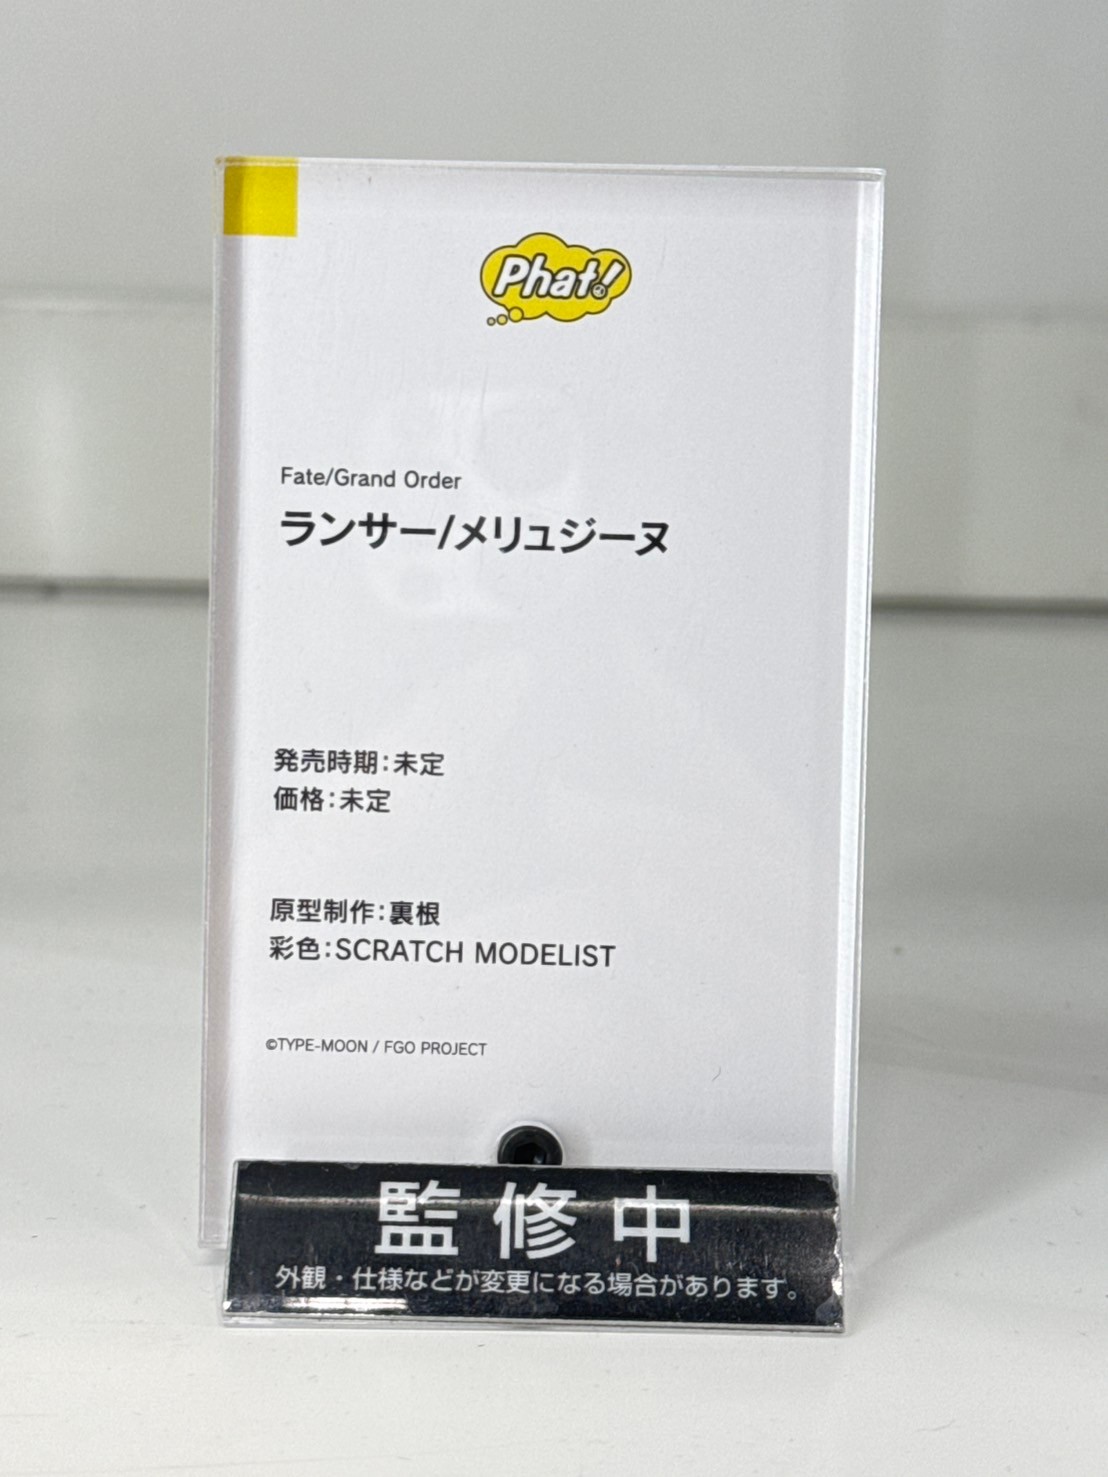 Phat!
Fate/Grand Order
ランサー/メリュジーヌ
発売時期：未定
価格：未定
原型制作：裏根
彩色：SCRATCH MODELIST
©TYPE-MOON / FGO PROJECT
監修中
外観・仕様などが変更になる場合があります。